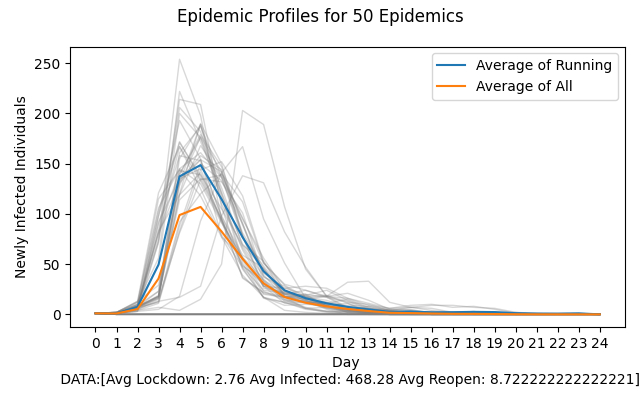 Epidemic Profiles for 50 Epidemics
Average of Running
Average of All
Newly Infected Individuals
250
200
150
100
50
0
0 1 2 3 4 5 6 7 8 9 10 11 12 13 14 15 16 17 18 19 20 21 22 23 24
Day
DATA:[Avg Lockdown: 2.76 Avg Infected: 468.28 Avg Reopen: 8.722222222222221]